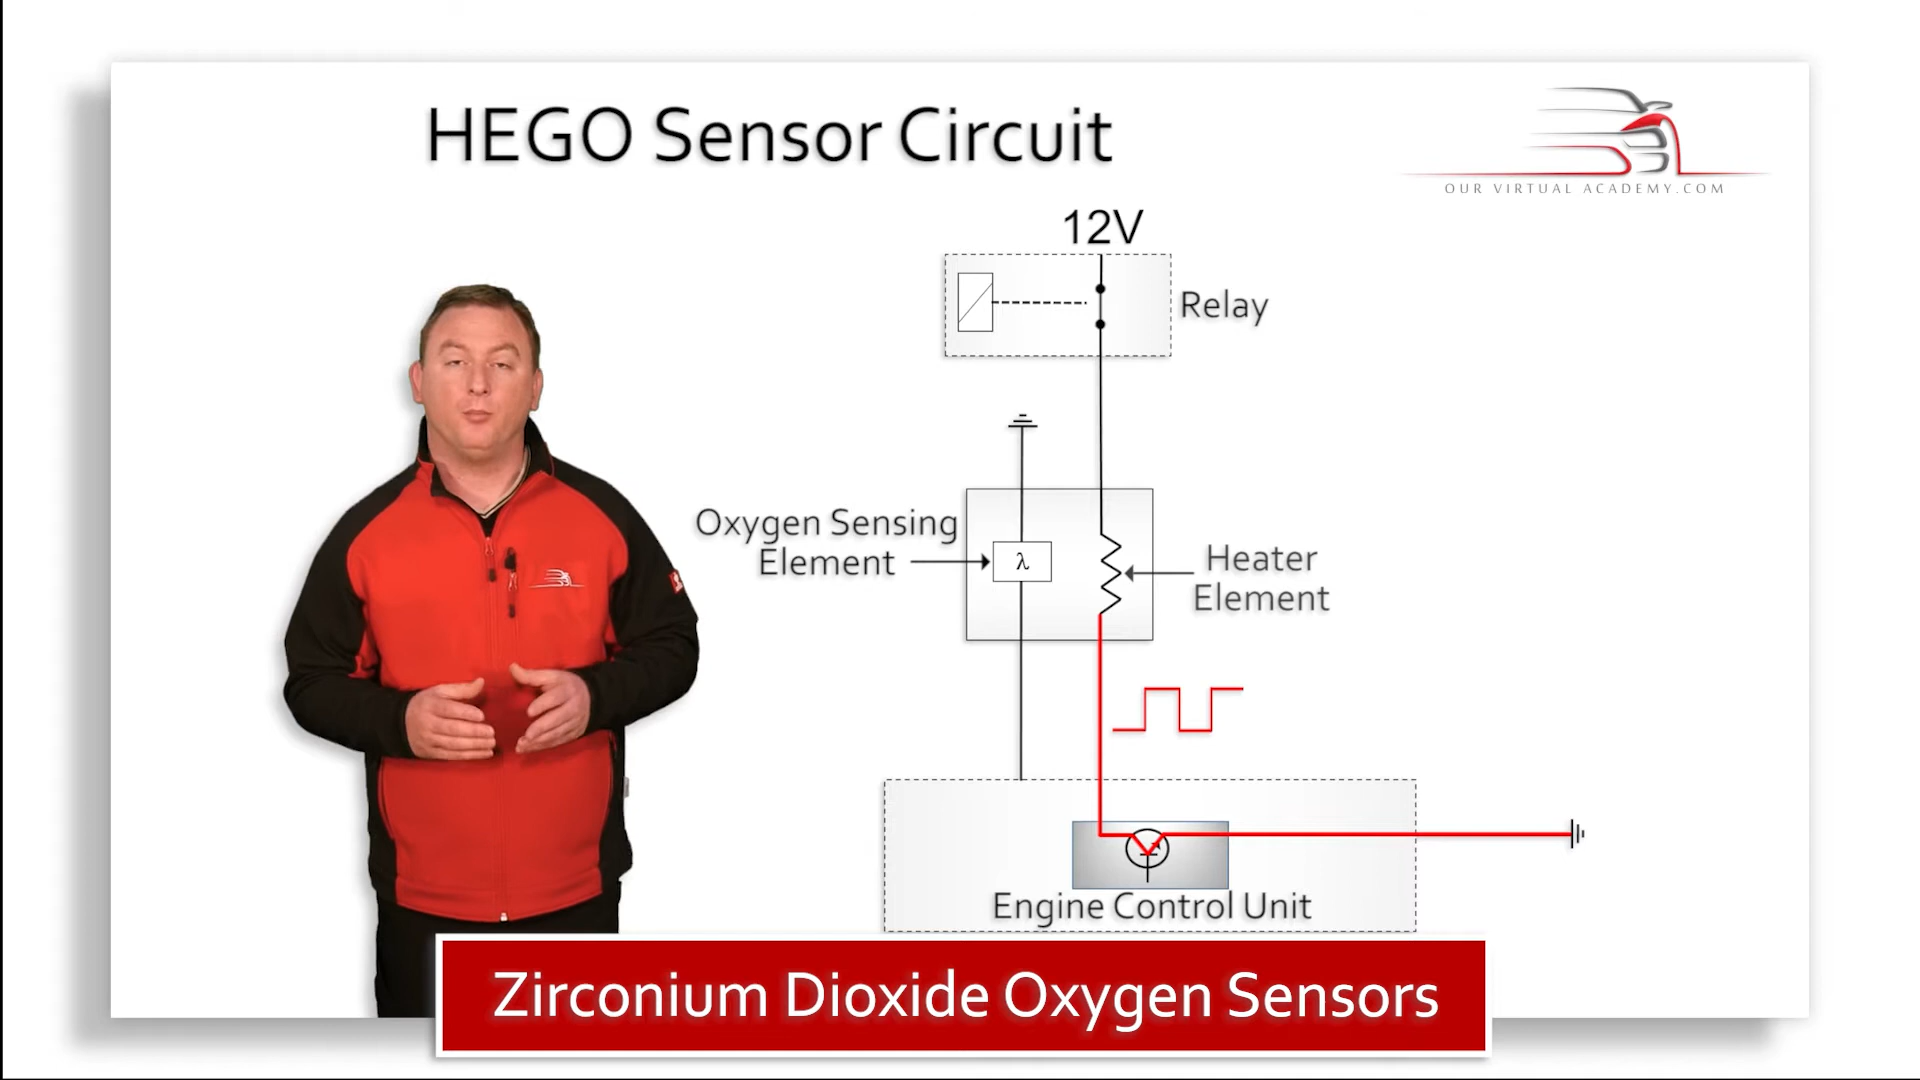 HEGO Sensor Circuit
OUR VIRTUAL ACADEMY.COM
12V
Relay
Oxygen Sensing
Element
λ
Heater
Element
Engine Control Unit
Zirconium Dioxide Oxygen Sensors